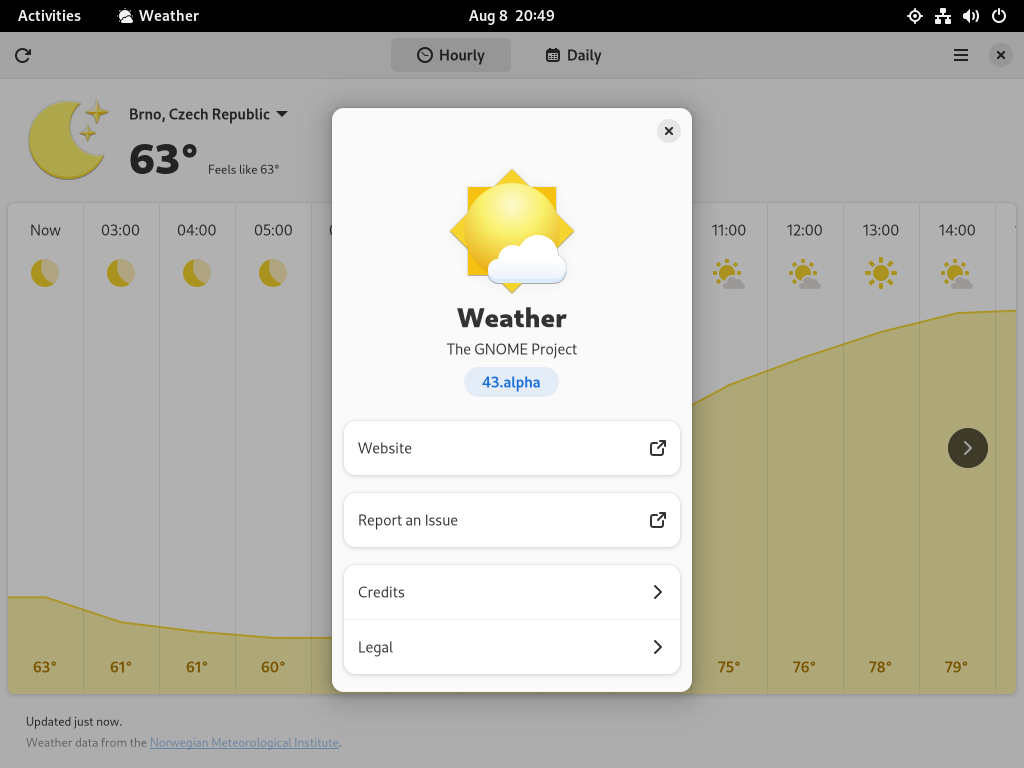 Activities Weather Aug 8 20:49
Hourly Daily
Brno, Czech Republic
63°
Feels like 63°
Now 03:00 04:00 05:00 11:00 12:00 13:00 14:00
Weather
The GNOME Project
43.alpha
Website
Report an Issue
Credits
Legal
63° 61° 61° 60° 75° 76° 78° 79°
Updated just now.
Weather data from the Norwegian Meteorological Institute.